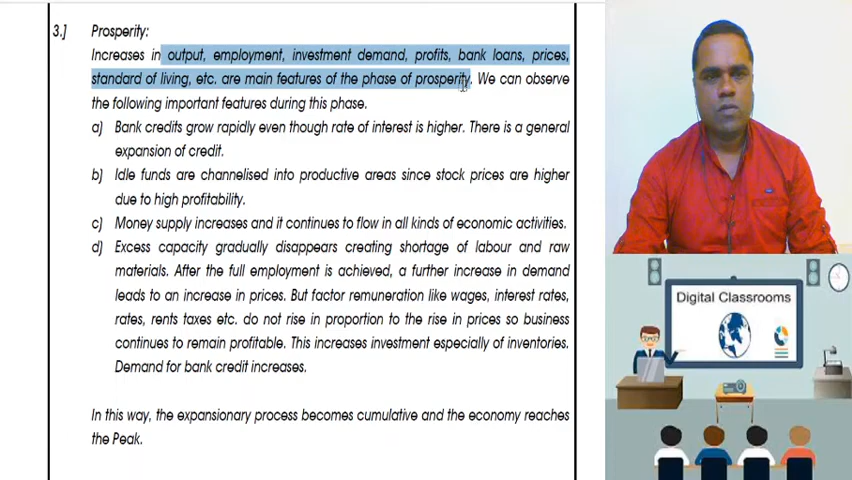 3.] Prosperity:
Increases in output, employment, investment demand, profits, bank loans, prices,
standard of living, etc. are main features of the phase of prosperity. We can observe
the following important features during this phase.
a) Bank credits grow rapidly even though rate of interest is higher. There is a general
expansion of credit.
b) Idle funds are channelised into productive areas since stock prices are higher
due to high profitability.
c) Money supply increases and it continues to flow in all kinds of economic activities.
d) Excess capacity gradually disappears creating shortage of labour and raw
materials. After the full employment is achieved, a further increase in demand
leads to an increase in prices. But factor remuneration like wages, interest rates,
rates, rents taxes etc. do not rise in proportion to the rise in prices so business
continues to remain profitable. This increases investment especially of inventories.
Demand for bank credit increases.
In this way, the expansionary process becomes cumulative and the economy reaches
the Peak.
Digital Classrooms